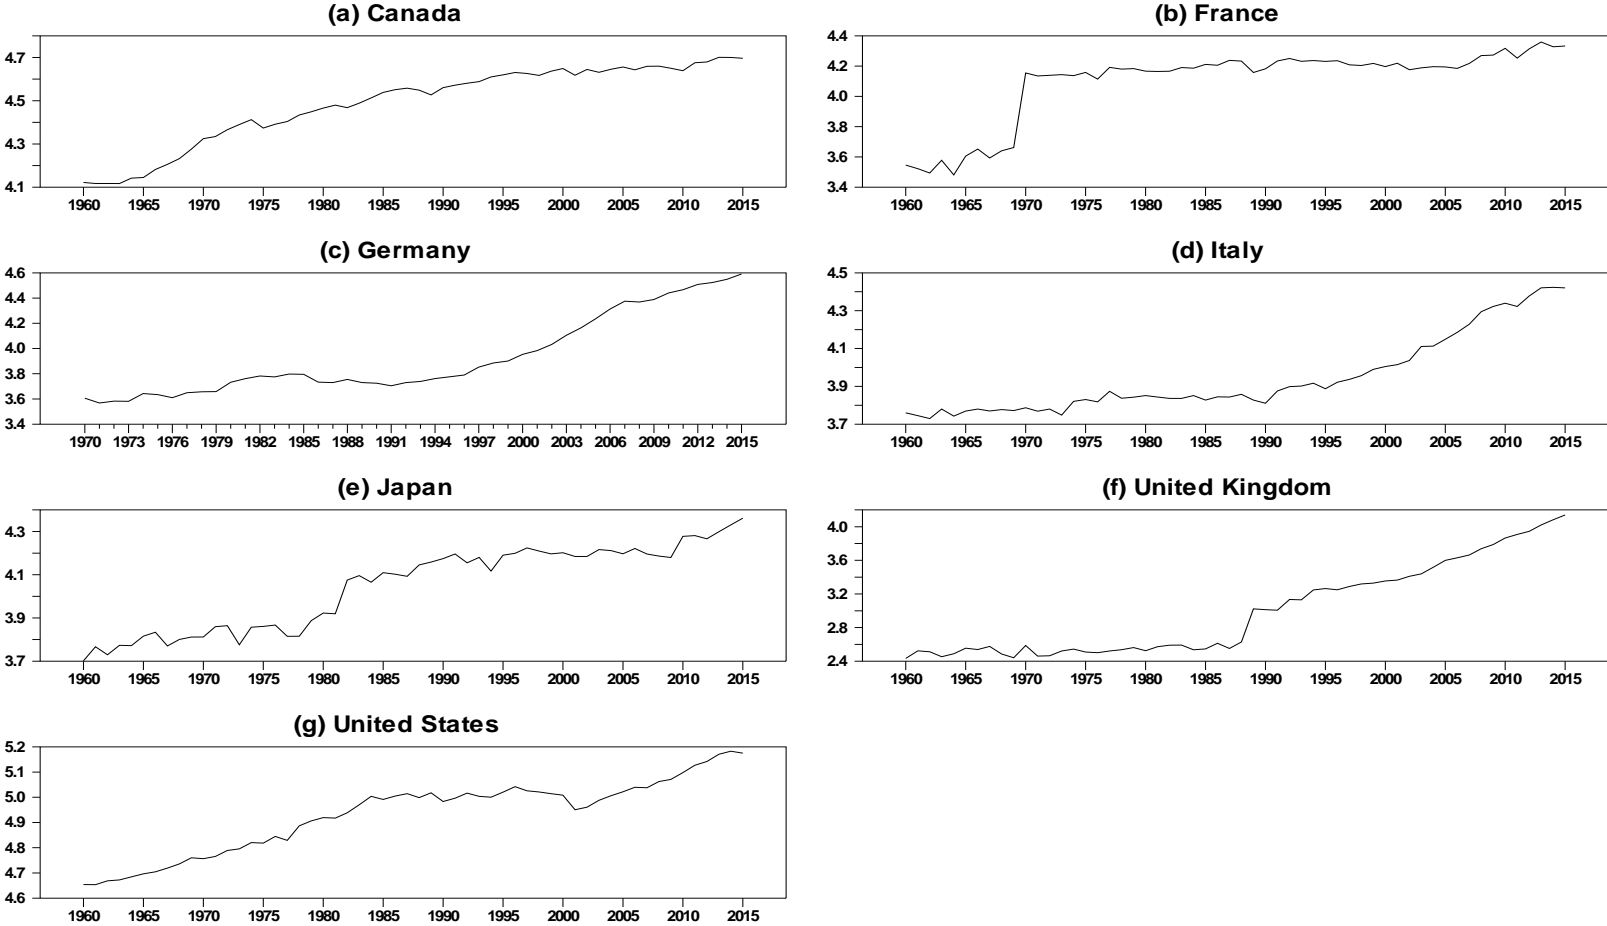 (a) Canada
4.7
4.5
4.3
4.1
1960 1965 1970 1975 1980 1985 1990 1995 2000 2005 2010 2015
(b) France
4.4
4.2
4.0
3.8
3.6
3.4
1960 1965 1970 1975 1980 1985 1990 1995 2000 2005 2010 2015
(c) Germany
4.6
4.4
4.2
4.0
3.8
3.6
3.4
1970 1973 1976 1979 1982 1985 1988 1991 1994 1997 2000 2003 2006 2009 2012 2015
(d) Italy
4.5
4.3
4.1
3.9
3.7
1960 1965 1970 1975 1980 1985 1990 1995 2000 2005 2010 2015
(e) Japan
4.3
4.1
3.9
3.7
1960 1965 1970 1975 1980 1985 1990 1995 2000 2005 2010 2015
(f) United Kingdom
4.0
3.6
3.2
2.8
2.4
1960 1965 1970 1975 1980 1985 1990 1995 2000 2005 2010 2015
(g) United States
5.2
5.1
5.0
4.9
4.8
4.7
4.6
1960 1965 1970 1975 1980 1985 1990 1995 2000 2005 2010 2015